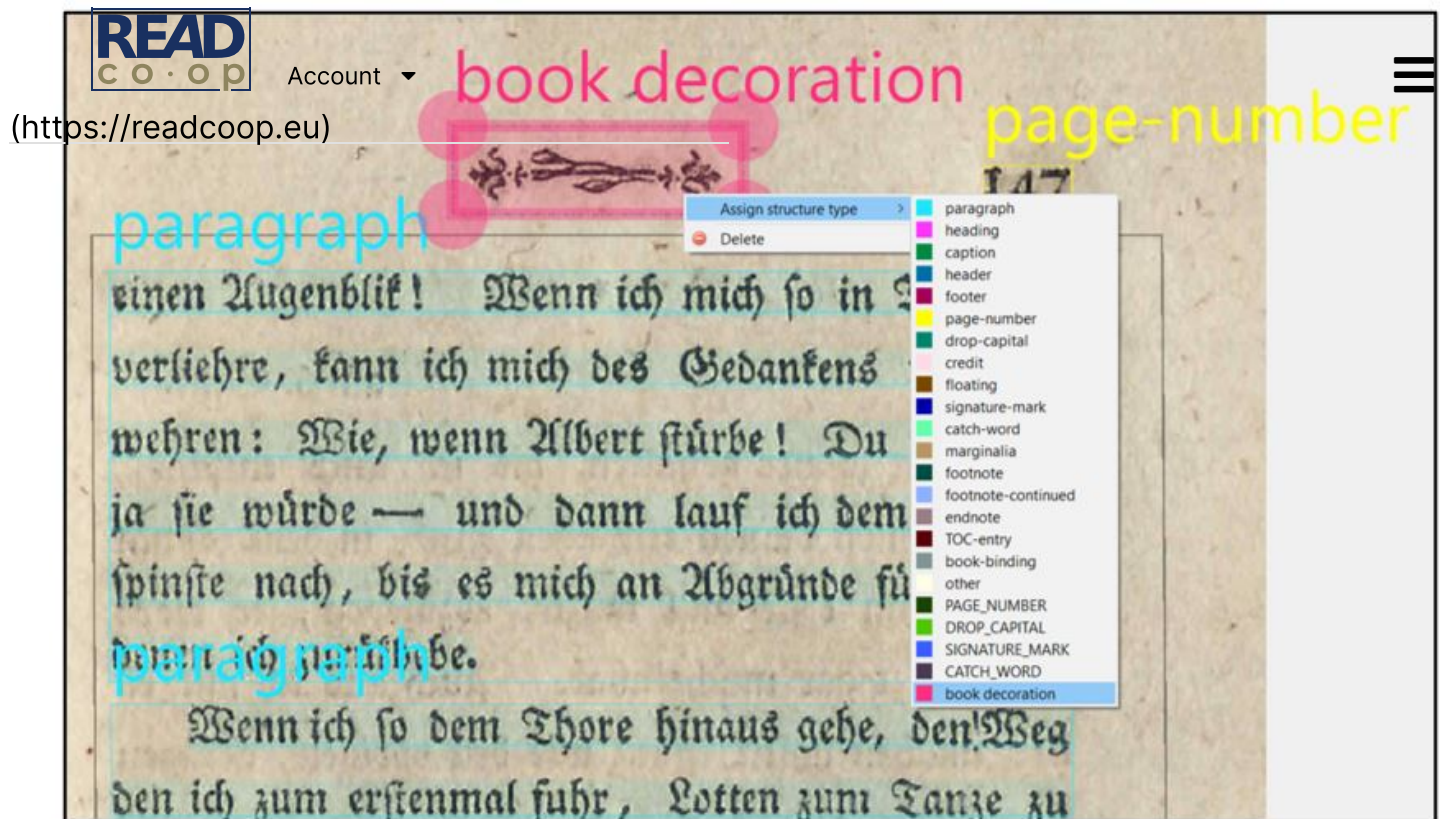 READ
co·op
Account
(https://readcoop.eu)
book decoration
page-number
147
paragraph
Assign structure type
Delete
paragraph
heading
caption
header
footer
page-number
drop-capital
credit
floating
signature-mark
catch-word
marginalia
footnote
footnote-continued
endnote
TOC-entry
book-binding
other
PAGE_NUMBER
DROP_CAPITAL
SIGNATURE_MARK
CATCH_WORD
book decoration
einen Augenblik! Wenn ich mich ſo in
verliehre, kann ich mich des Gedankens
wehren: Wie, wenn Albert ſtürbe! Du
ja ſie würde — und dann lauf ich dem
ſpinſte nach, bis es mich an Abgründe
paragraph
ich
Wenn ich ſo dem Thore hinaus gehe, den Weg
den ich zum erſtenmal fuhr, Lotten zum Tanze zu